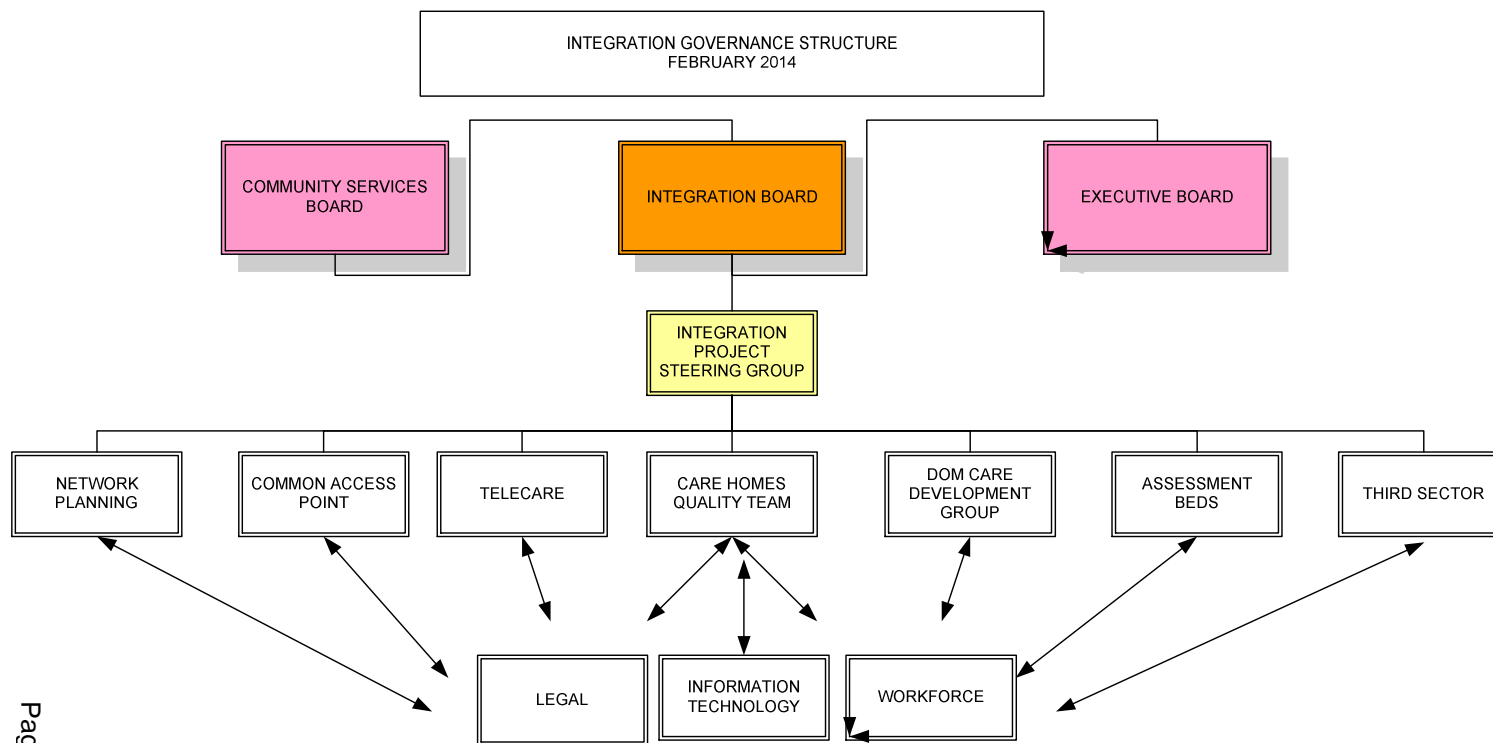 INTEGRATION GOVERNANCE STRUCTURE
FEBRUARY 2014
COMMUNITY SERVICES
BOARD
INTEGRATION BOARD
EXECUTIVE BOARD
INTEGRATION
PROJECT
STEERING GROUP
NETWORK
PLANNING
COMMON ACCESS
POINT
TELECARE
CARE HOMES
QUALITY TEAM
DOM CARE
DEVELOPMENT
GROUP
ASSESSMENT
BEDS
THIRD SECTOR
LEGAL
INFORMATION
TECHNOLOGY
WORKFORCE